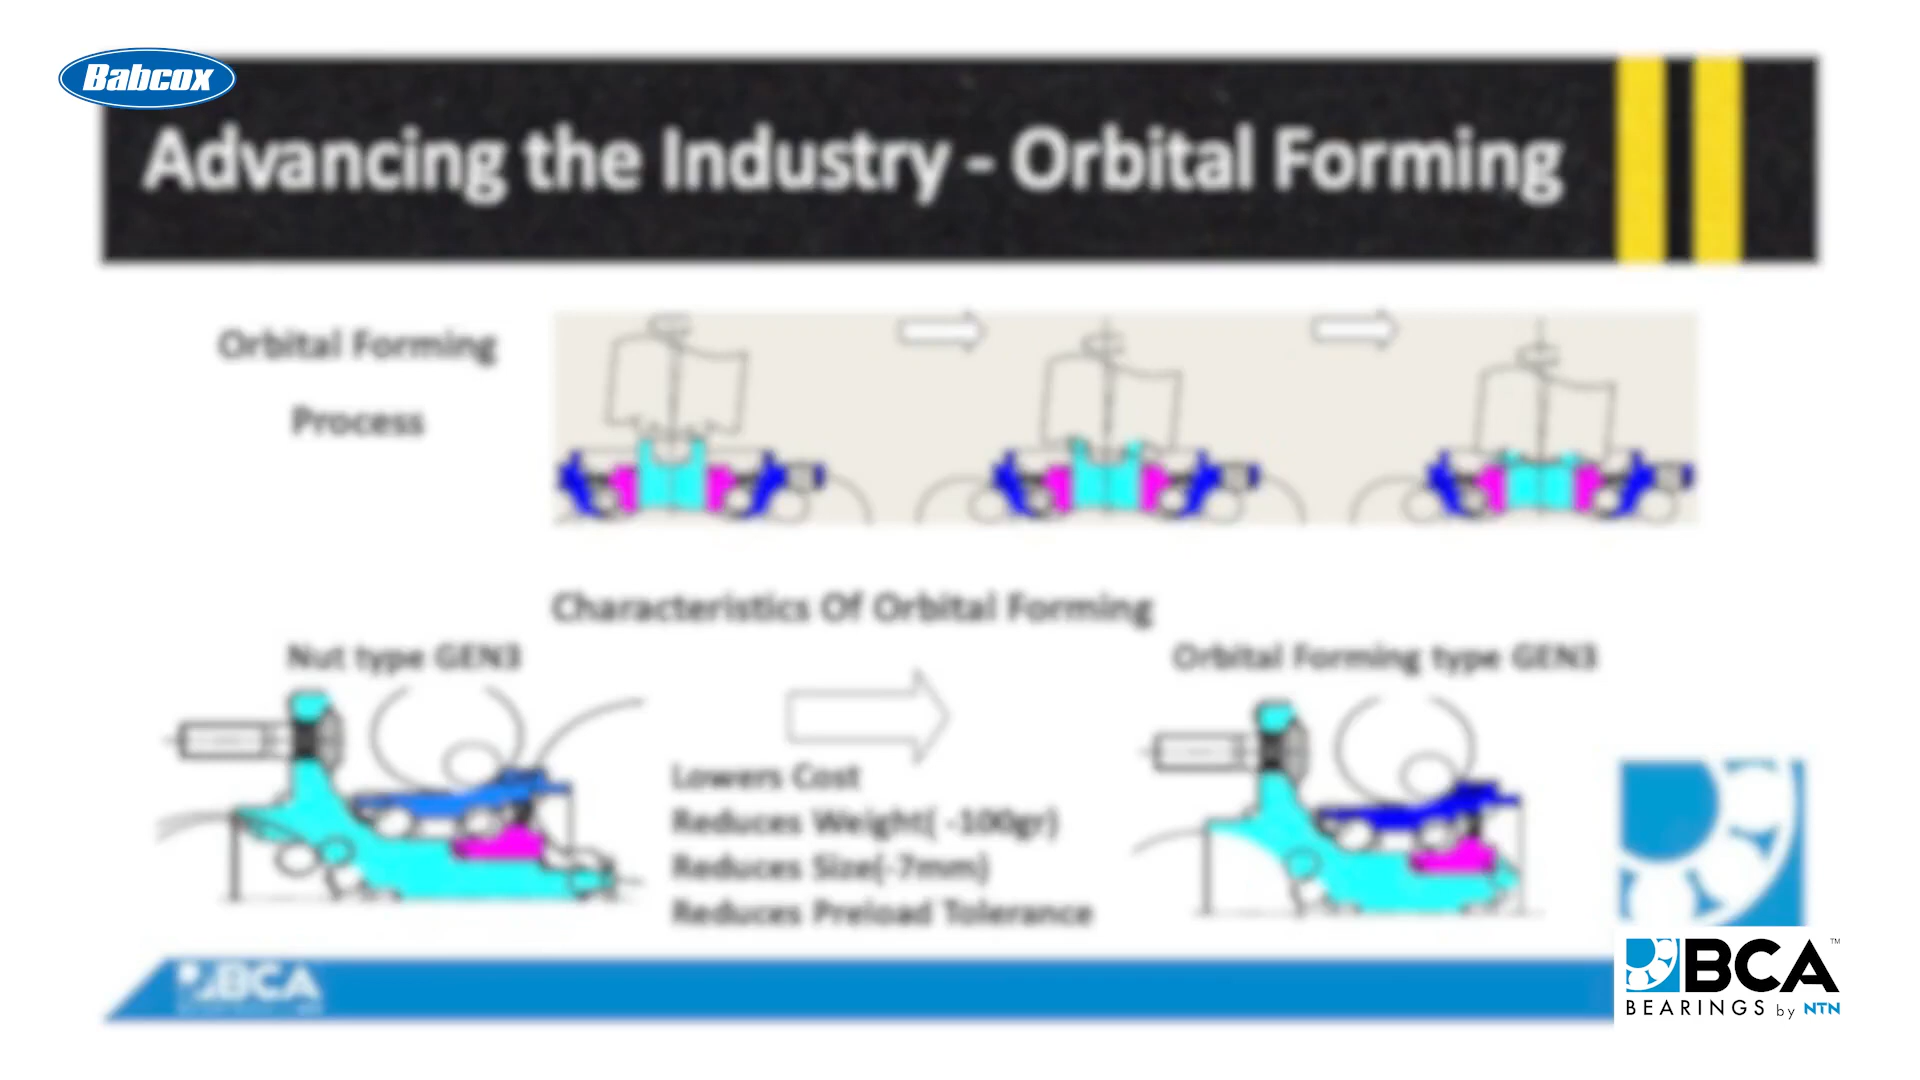 Babcox
Advancing the Industry - Orbital Forming
Orbital Forming
Process
Characteristics Of Orbital Forming
Nut type GEN3
Orbital Forming type GEN3
Lowers Cost
Reduces Weight( -100gr)
Reduces Size(-7mm)
Reduces Preload Tolerance
BCA
BCA™
BEARINGS by NTN